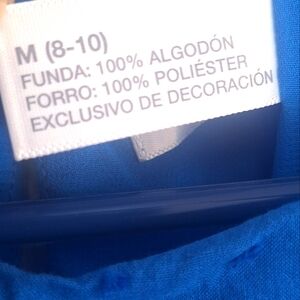 M (8-10)
FUNDA: 100% ALGODÓN
FORRO: 100% POLIÉSTER
EXCLUSIVO DE DECORACIÓN